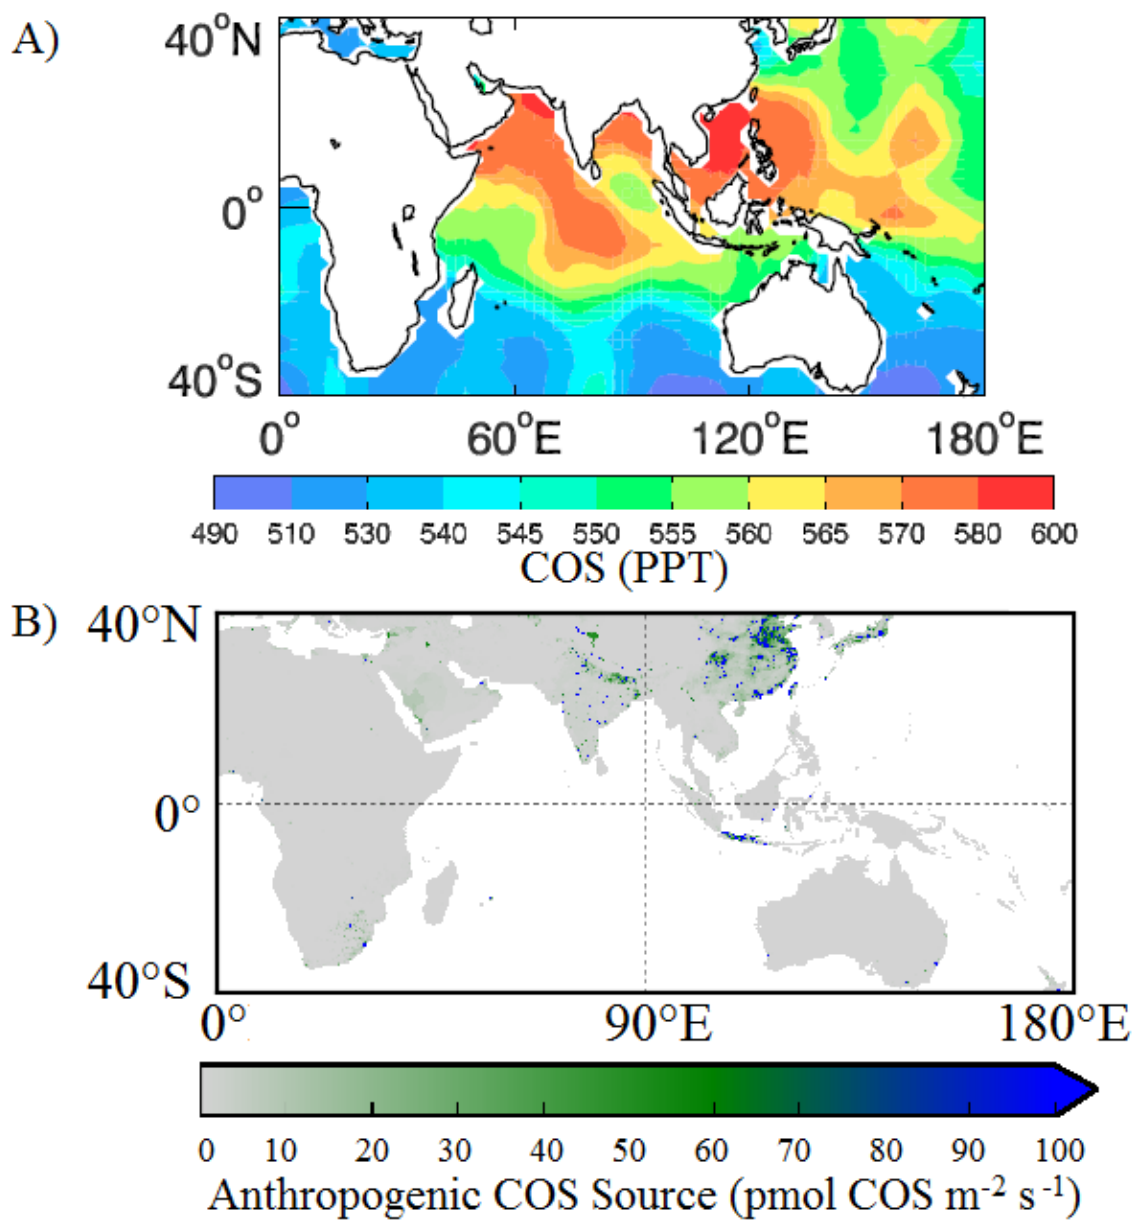 A)
40°N
0°
40°S
0° 60°E 120°E 180°E
490 510 530 540 545 550 555 560 565 570 580 600
COS (PPT)
B)
40°N
0°
40°S
0° 90°E 180°E
0 10 20 30 40 50 60 70 80 90 100
Anthropogenic COS Source (pmol COS m⁻² s⁻¹)